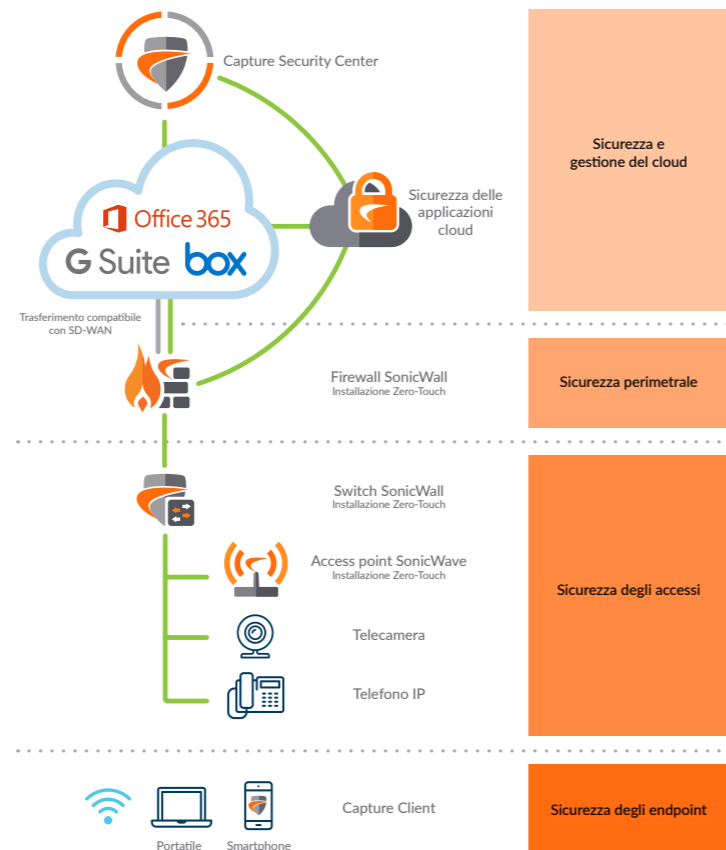 Capture Security Center
Sicurezza e
gestione del cloud
Sicurezza delle
applicazioni
cloud
Office 365
G Suite box
Trasferimento compatibile
con SD-WAN
Firewall SonicWall
Installazione Zero-Touch
Sicurezza perimetrale
Switch SonicWall
Installazione Zero-Touch
Access point SonicWave
Installazione Zero-Touch
Sicurezza degli accessi
Telecamera
Telefono IP
Capture Client
Sicurezza degli endpoint
Portatile
Smartphone